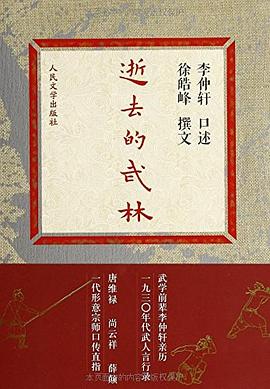 李仲轩 口述
徐皓峰 撰文
逝去的武林
人民文学出版社
武学前辈李仲轩亲历
一九三〇年代武人言行录
唐维禄 尚云祥 薛颠
一代形意宗师口传直指